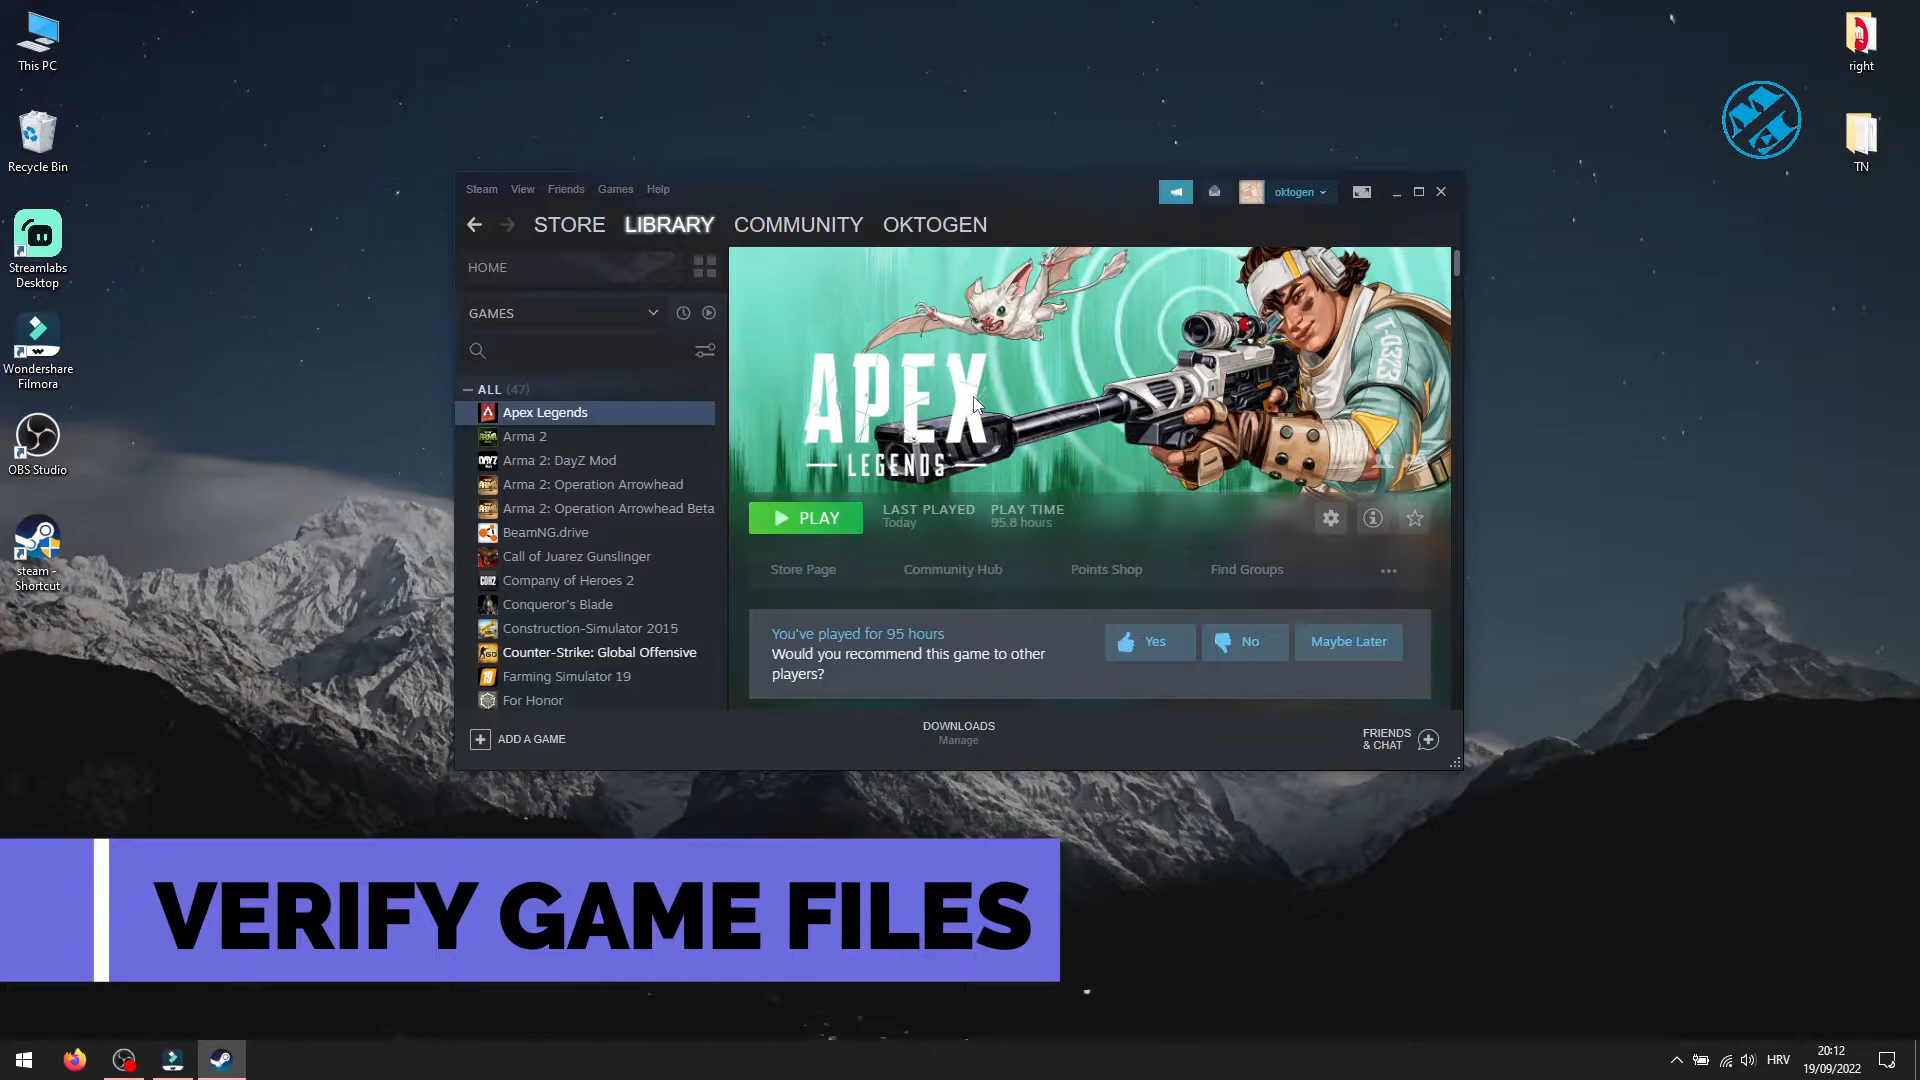 This PC
Recycle Bin
Streamlabs
Desktop
Wondershare
Filmora
OBS Studio
steam -
Shortcut
right
TN
Steam View Friends Games Help
oktogen
STORE LIBRARY COMMUNITY OKTOGEN
HOME
GAMES
ALL (47)
Apex Legends
Arma 2
Arma 2: DayZ Mod
Arma 2: Operation Arrowhead
Arma 2: Operation Arrowhead Beta
BeamNG.drive
Call of Juarez Gunslinger
Company of Heroes 2
Conqueror's Blade
Construction-Simulator 2015
Counter-Strike: Global Offensive
Farming Simulator 19
For Honor
APEX
LEGENDS
T-0323
PLAY
LAST PLAYED
Today
PLAY TIME
95.8 hours
Store Page Community Hub Points Shop Find Groups
You've played for 95 hours
Would you recommend this game to other
players?
Yes No Maybe Later
ADD A GAME
DOWNLOADS
Manage
FRIENDS
& CHAT
VERIFY GAME FILES
HRV
20:12
19/09/2022